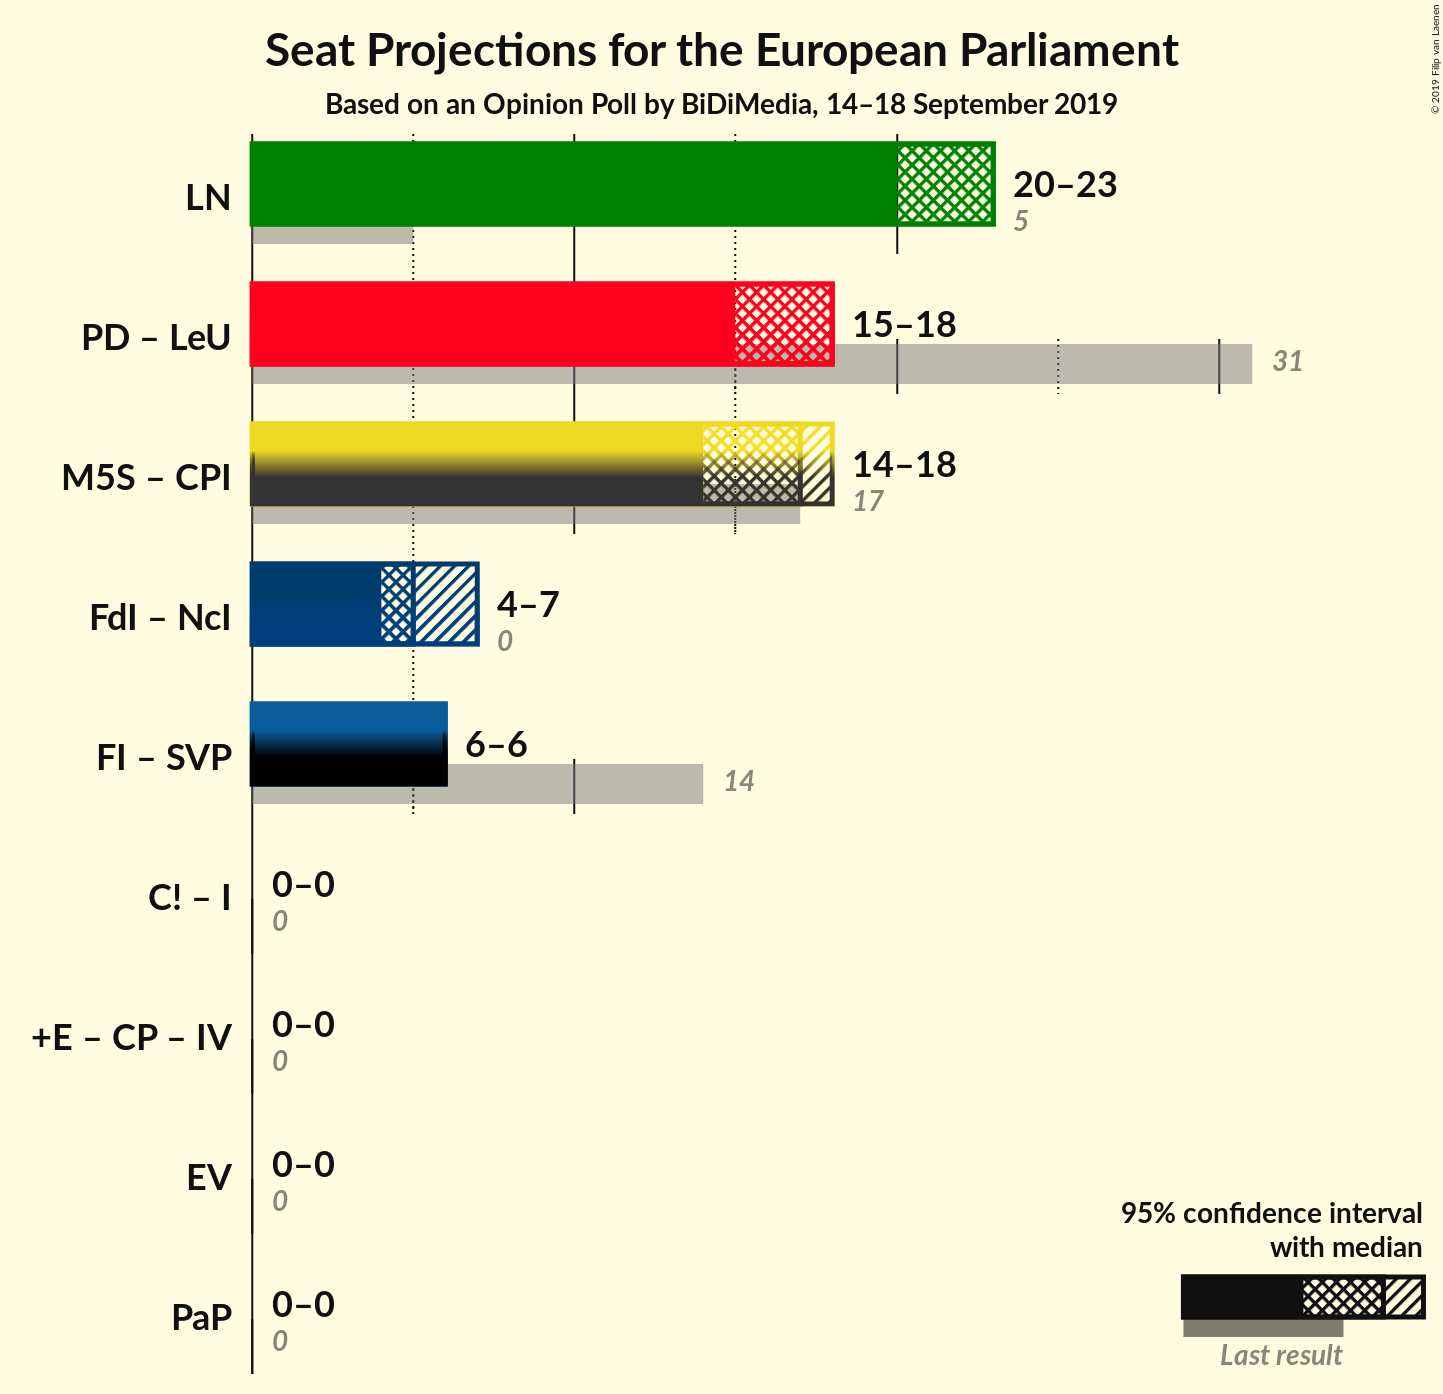 Seat Projections for the European Parliament
Based on an Opinion Poll by BiDiMedia, 14–18 September 2019
© 2019 Filip van Laenen
LN
20–23
5
PD – LeU
15–18
31
M5S – CPI
14–18
17
FdI – NcI
4–7
0
FI – SVP
6–6
14
C! – I
0–0
0
+E – CP – IV
0–0
0
EV
0–0
0
PaP
0–0
0
95% confidence interval
with median
Last result